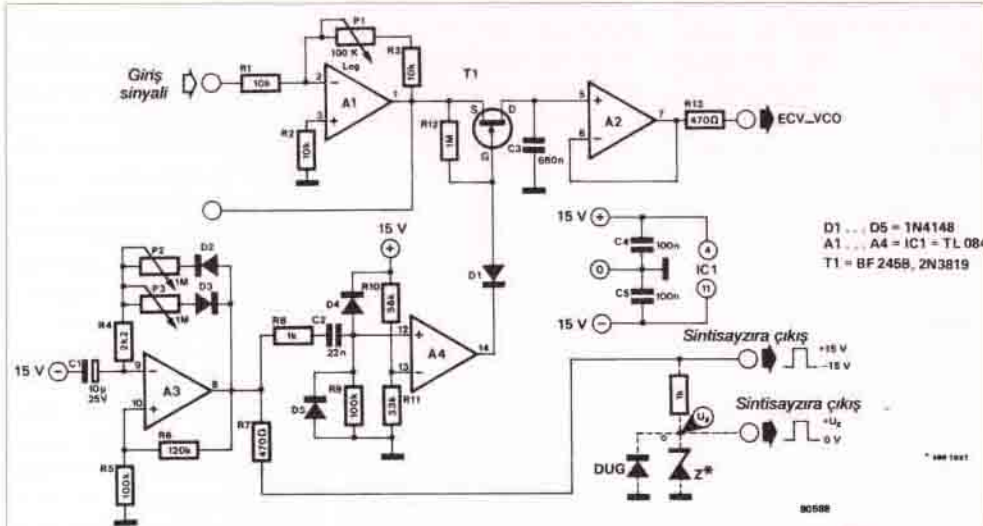 P1
100 K
Log
R3
10k
T1
Giriş
sinyali
R1
10k
2
A1
1
3
R2
10k
R12
1M
S
D
G
C3
680n
5
A2
7
6
R13
470Ω
ECV_VCO
15 V
C4
100n
0
C5
100n
15 V
4
IC1
11
D1 ... D5 = 1N4148
A1 ... A4 = IC1 = TL 084
T1 = BF 245B, 2N3819
15 V
P2
1M
D2
P3
1M
D3
R4
2k2
15 V
C1
10µ
25V
9
A3
8
10
R6
120k
R5
100k
R8
1k
C2
22n
D4
R10
12
A4
14
13
D1
D5
R9
100k
R11
R7
470Ω
Sintisayzıra çıkış
+15 V
−15 V
1k
Sintisayzıra çıkış
+Uz
0 V
Uz
DUG
Z*
* see text
80588